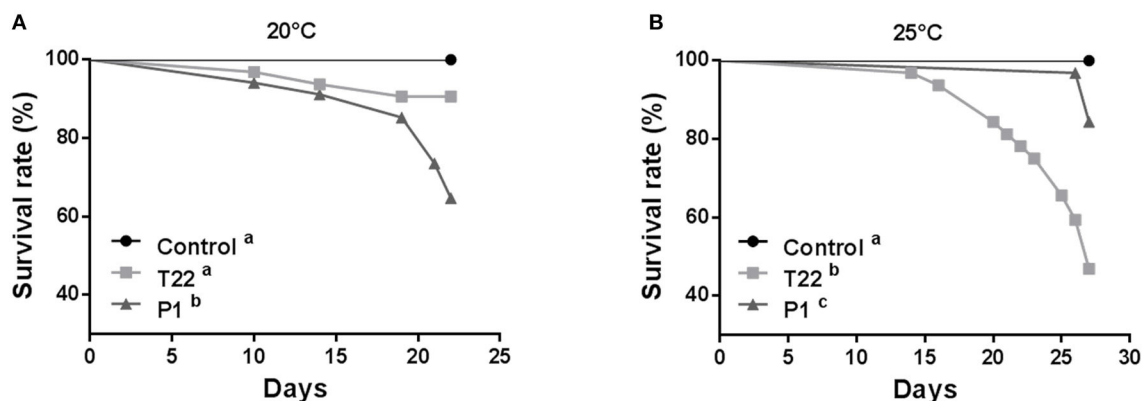 A
20°C
Survival rate (%)
100
80
60
40
Control a
T22 a
P1 b
0 5 10 15 20 25
Days
B
25°C
Survival rate (%)
100
80
60
40
Control a
T22 b
P1 c
0 5 10 15 20 25 30
Days